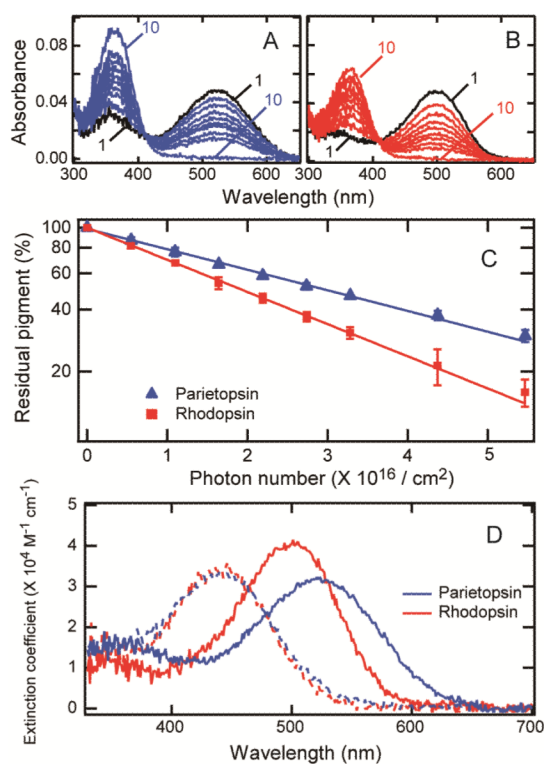 A
B
10
1
10
1
10
1
10
1
Absorbance
0.08
0.04
0.00
300 400 500 600
300 400 500 600
Wavelength (nm)
C
Residual pigment (%)
100
80
60
40
20
Parietopsin
Rhodopsin
0 1 2 3 4 5
Photon number (X 10¹⁶ / cm²)
D
Extinction coefficient (X 10⁴ M⁻¹ cm⁻¹)
5
4
3
2
1
0
Parietopsin
Rhodopsin
400 500 600 700
Wavelength (nm)